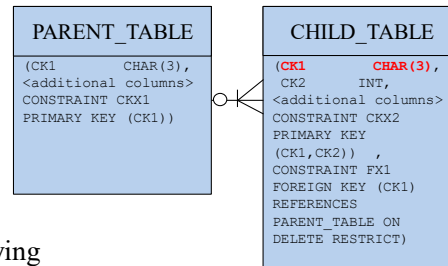 PARENT_TABLE
(CK1 CHAR(3),
<additional columns>
CONSTRAINT CKX1
PRIMARY KEY (CK1))
CHILD_TABLE
(CK1 CHAR(3),
CK2 INT,
<additional columns>
CONSTRAINT CKX2
PRIMARY KEY
(CK1,CK2)) ,
CONSTRAINT FX1
FOREIGN KEY (CK1)
REFERENCES
PARENT_TABLE ON
DELETE RESTRICT)